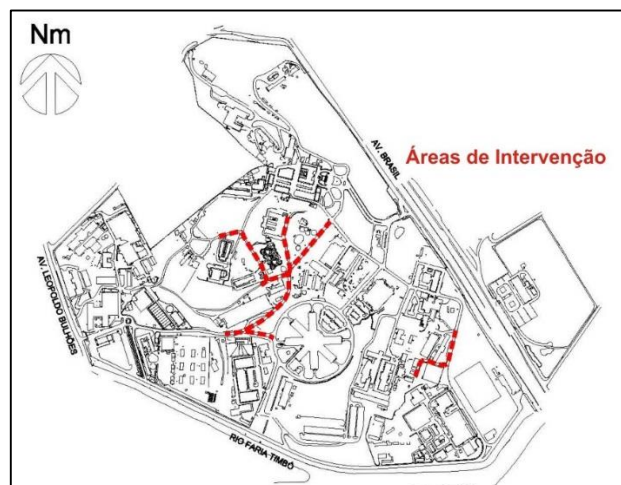 Nm
AV. BRASIL
Áreas de Intervenção
AV. LEOPOLDO BULHÕES
RIO FARIA TIMBÓ